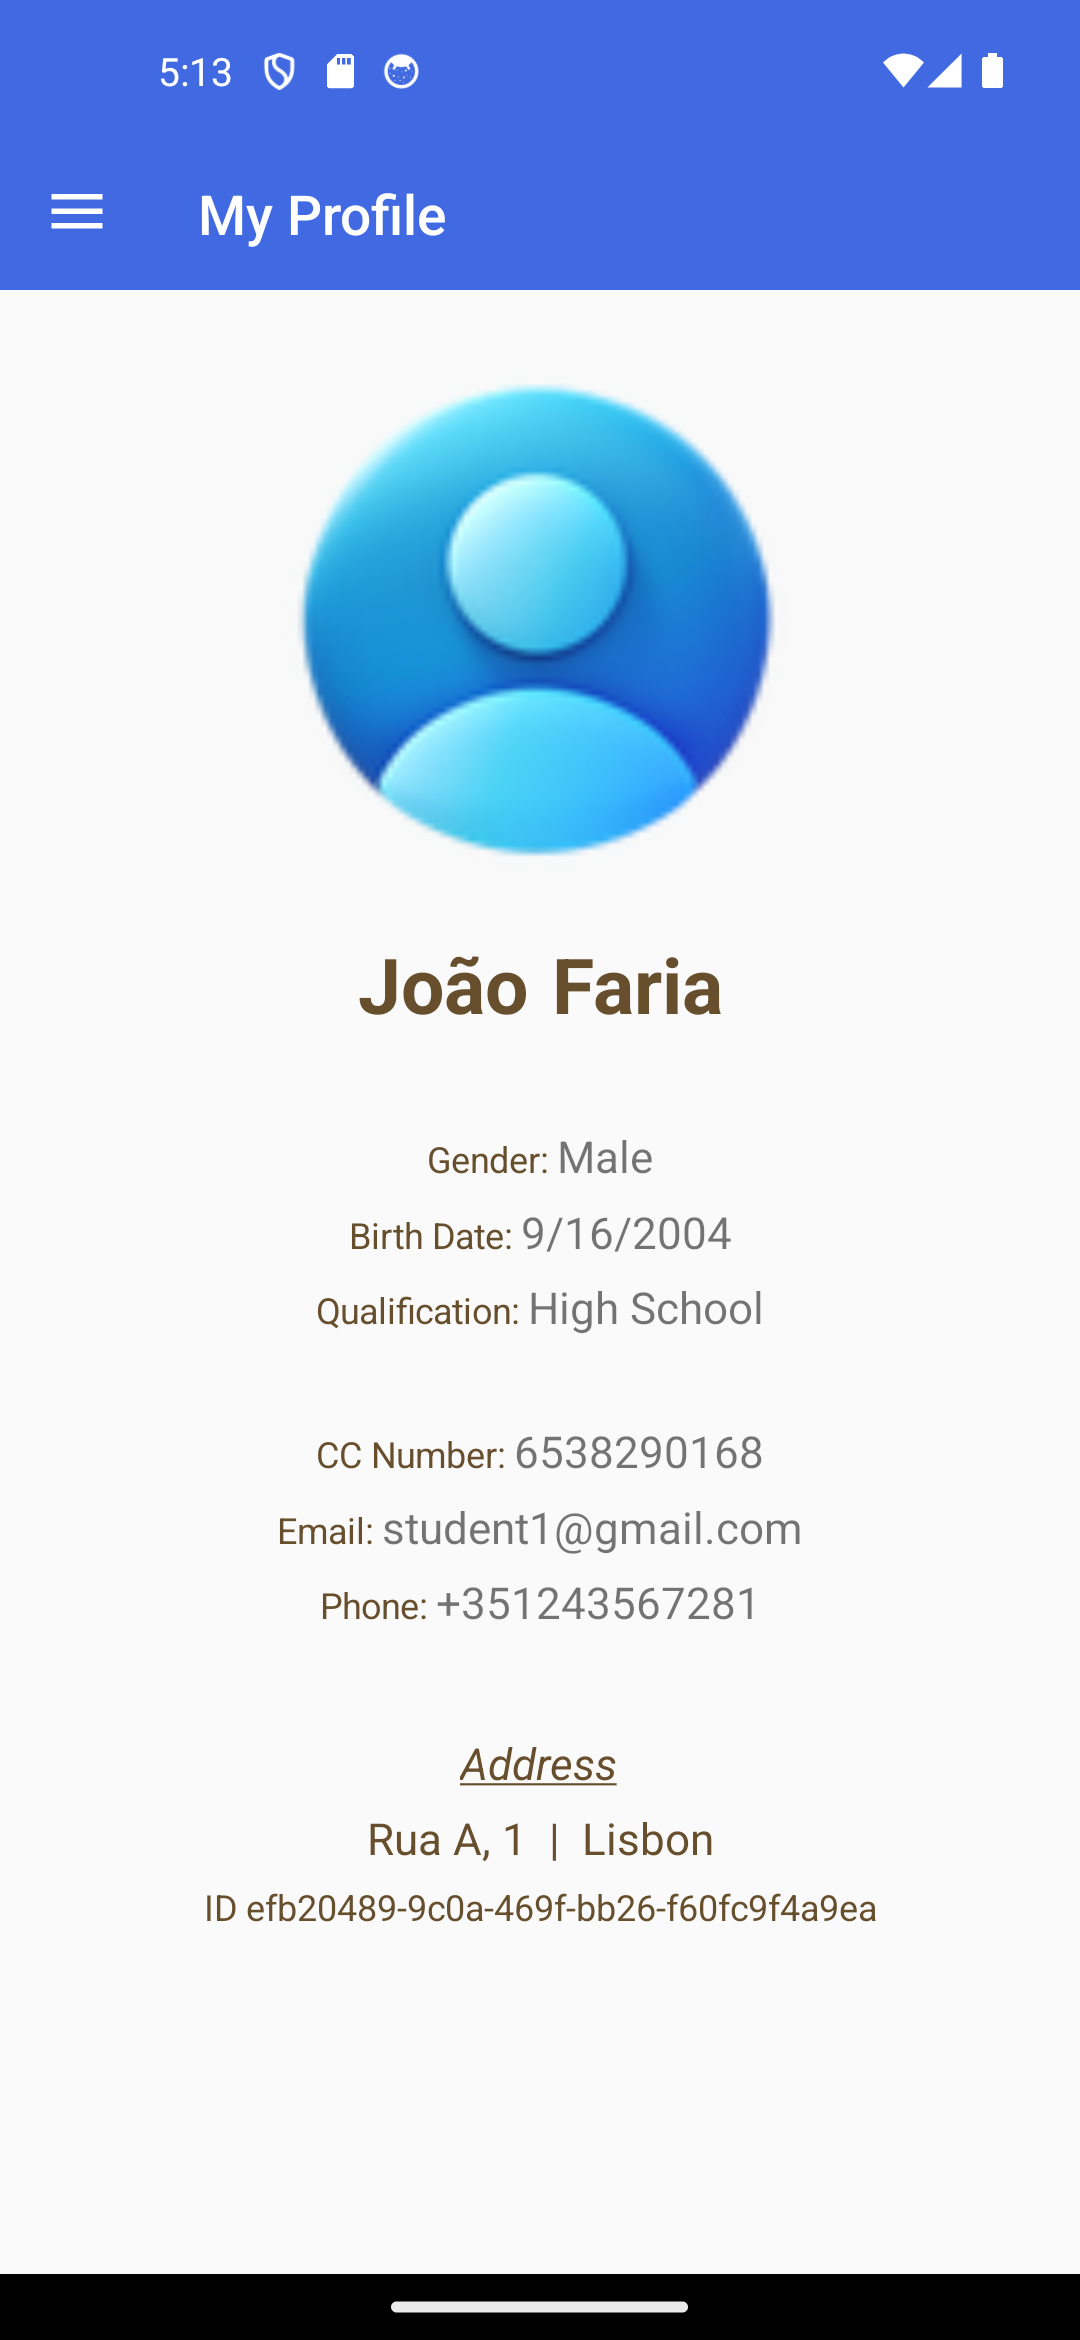 5:13
My Profile
João Faria
Gender: Male
Birth Date: 9/16/2004
Qualification: High School
CC Number: 6538290168
Email: student1@gmail.com
Phone: +351243567281
Address
Rua A, 1 | Lisbon
ID efb20489-9c0a-469f-bb26-f60fc9f4a9ea